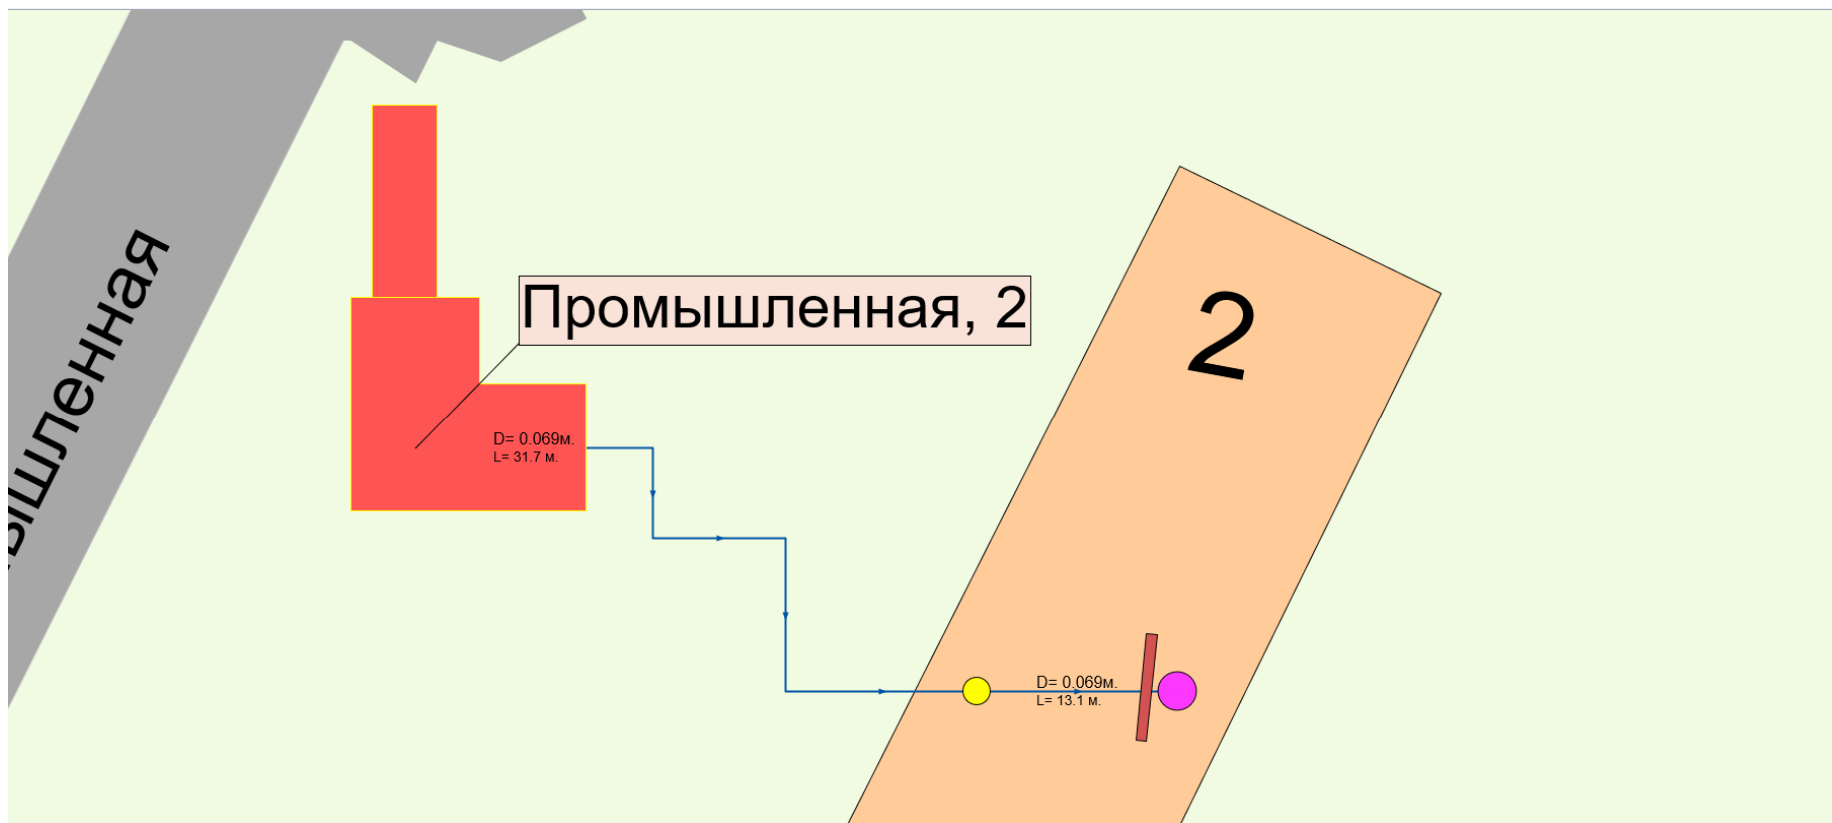 Промышленная, 2
2
ышленная
D= 0.069м.
L= 31.7 м.
D= 0.069м.
L= 13.1 м.